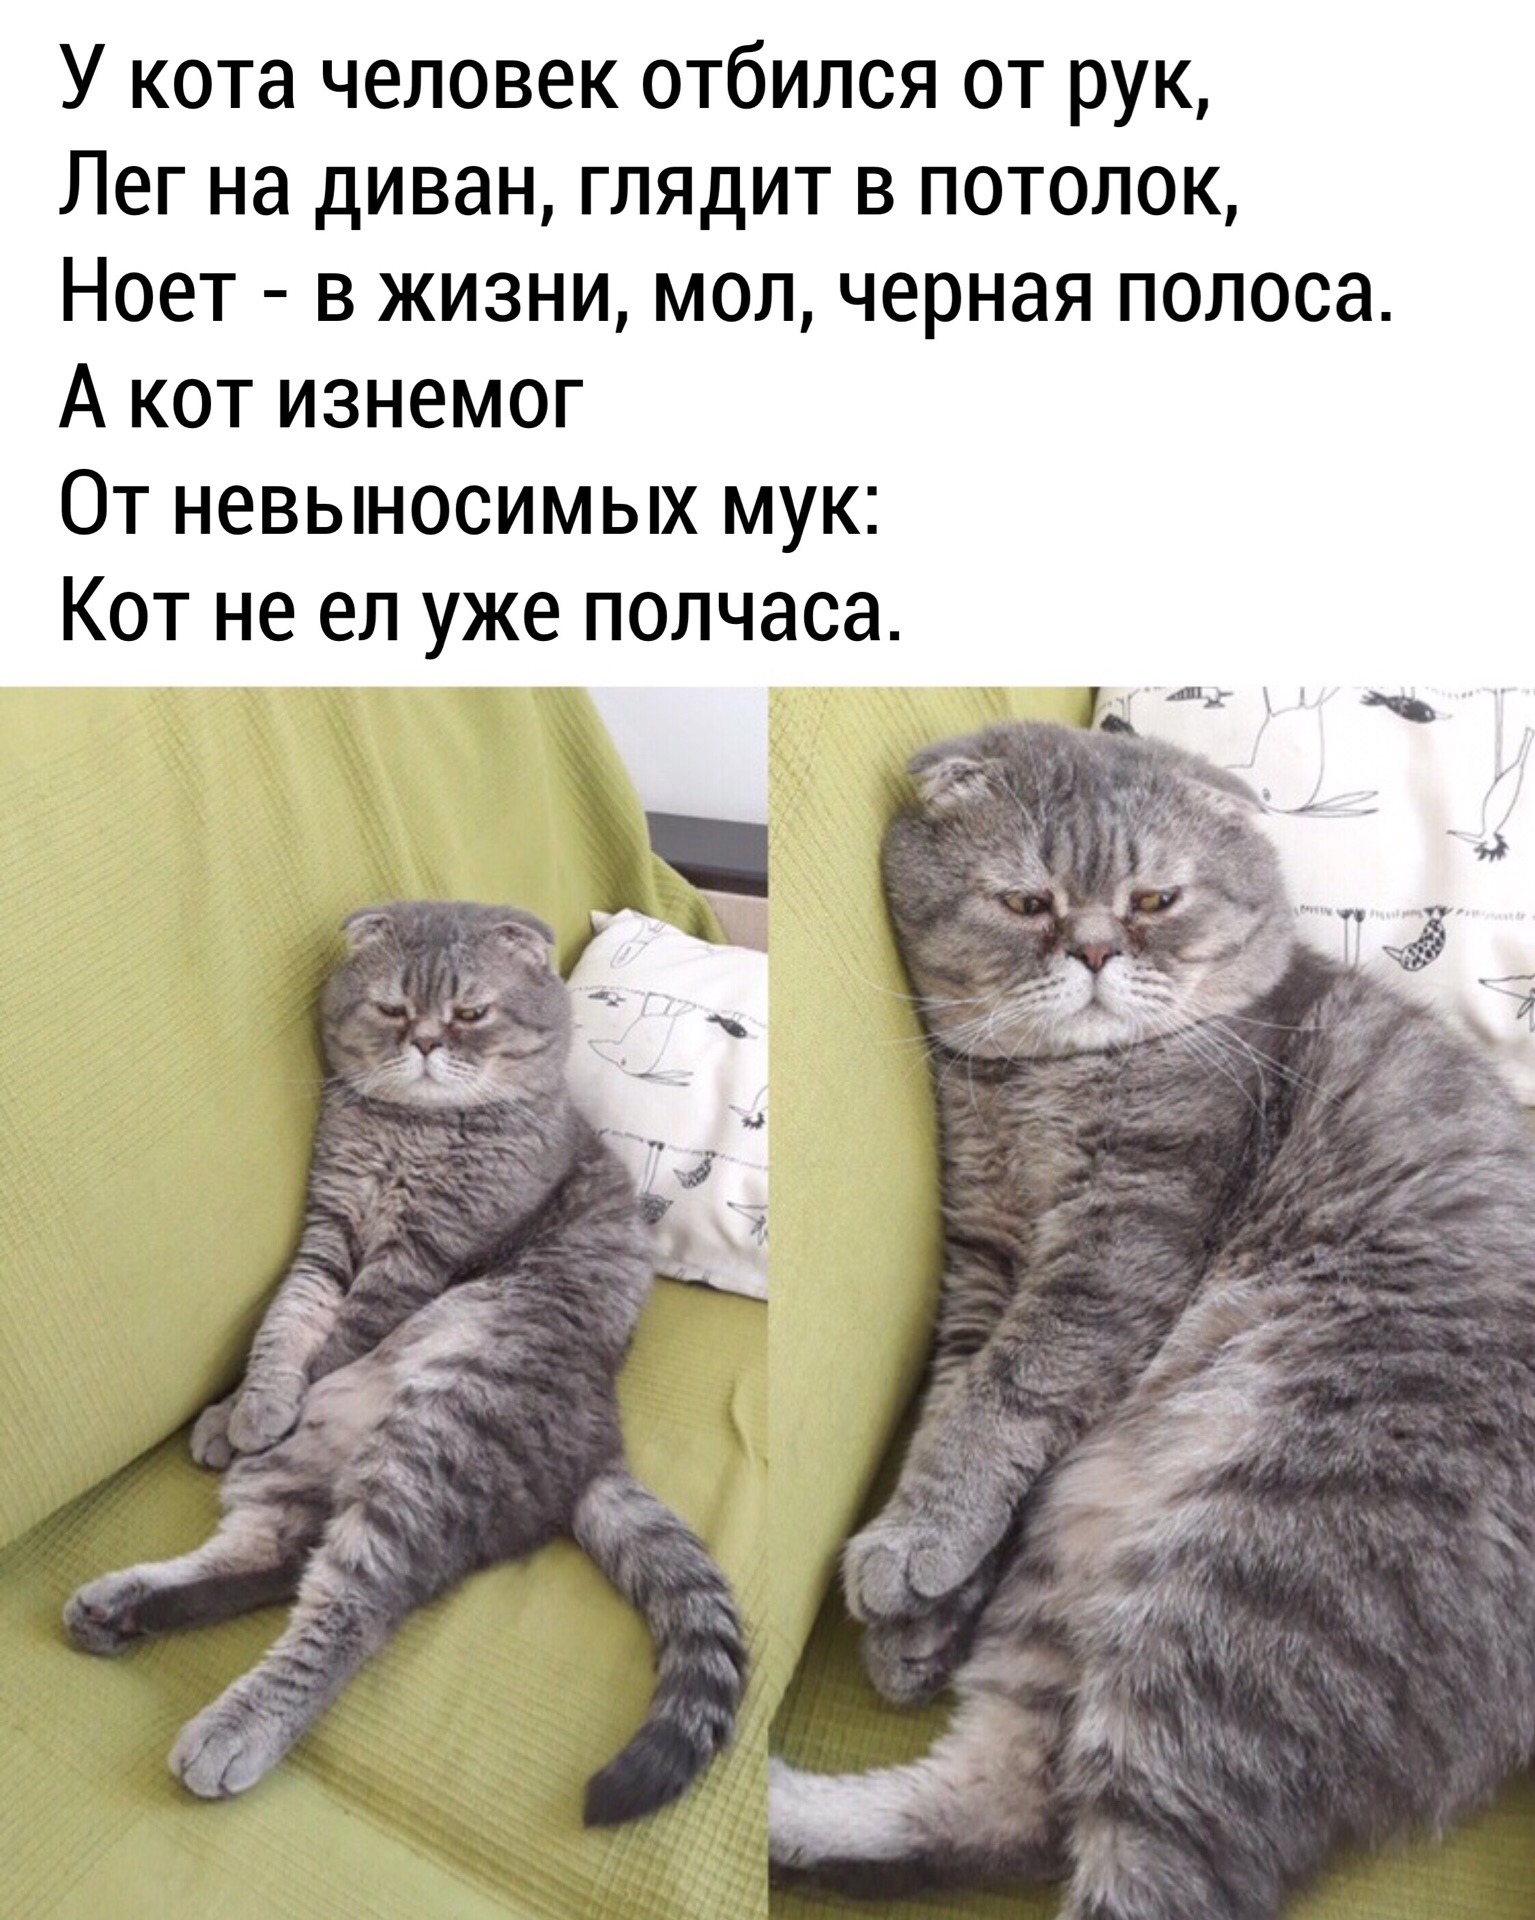 У кота человек отбился от рук,
Лег на диван, глядит в потолок,
Ноет - в жизни, мол, черная полоса.
А кот изнемог
От невыносимых мук:
Кот не ел уже полчаса.